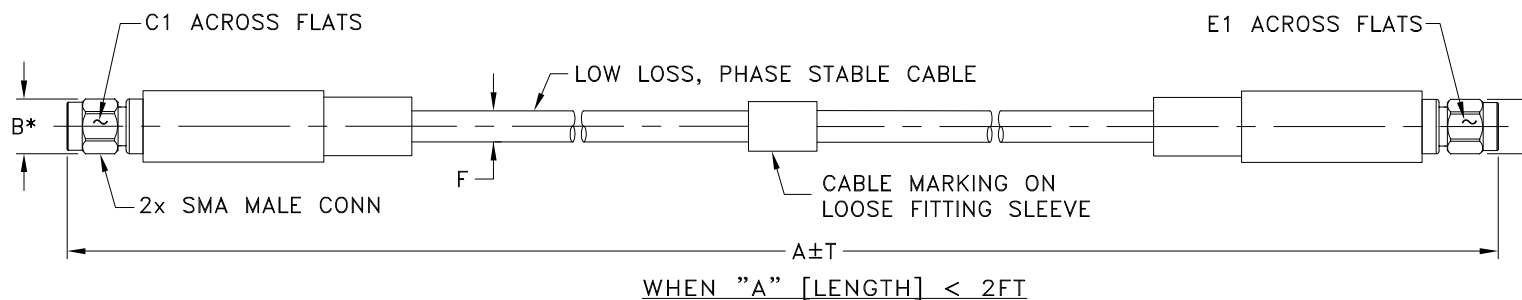 C1 ACROSS FLATS
E1 ACROSS FLATS
LOW LOSS, PHASE STABLE CABLE
B*
F
2x SMA MALE CONN
CABLE MARKING ON
LOOSE FITTING SLEEVE
A±T
WHEN "A" [LENGTH] < 2FT